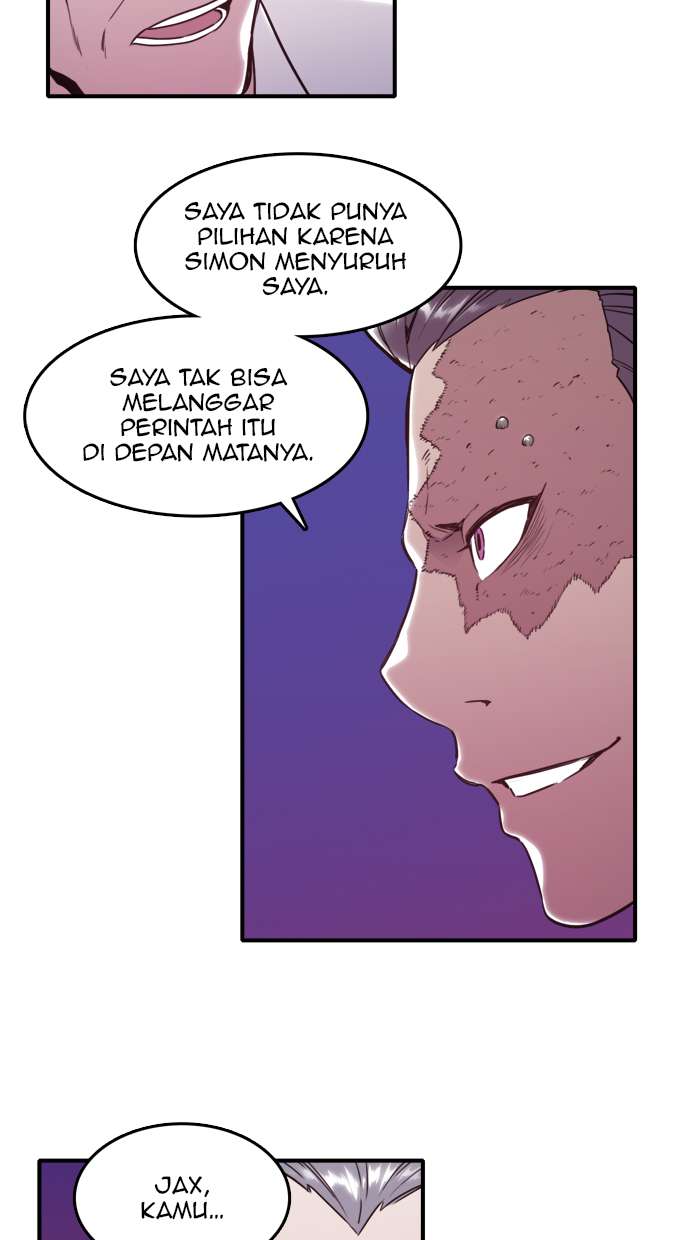 SAYA TIDAK PUNYA
PILIHAN KARENA
SIMON MENYURUH
SAYA.
SAYA TAK BISA
MELANGGAR
PERINTAH ITU
DI DEPAN MATANYA.
JAX,
KAMU...